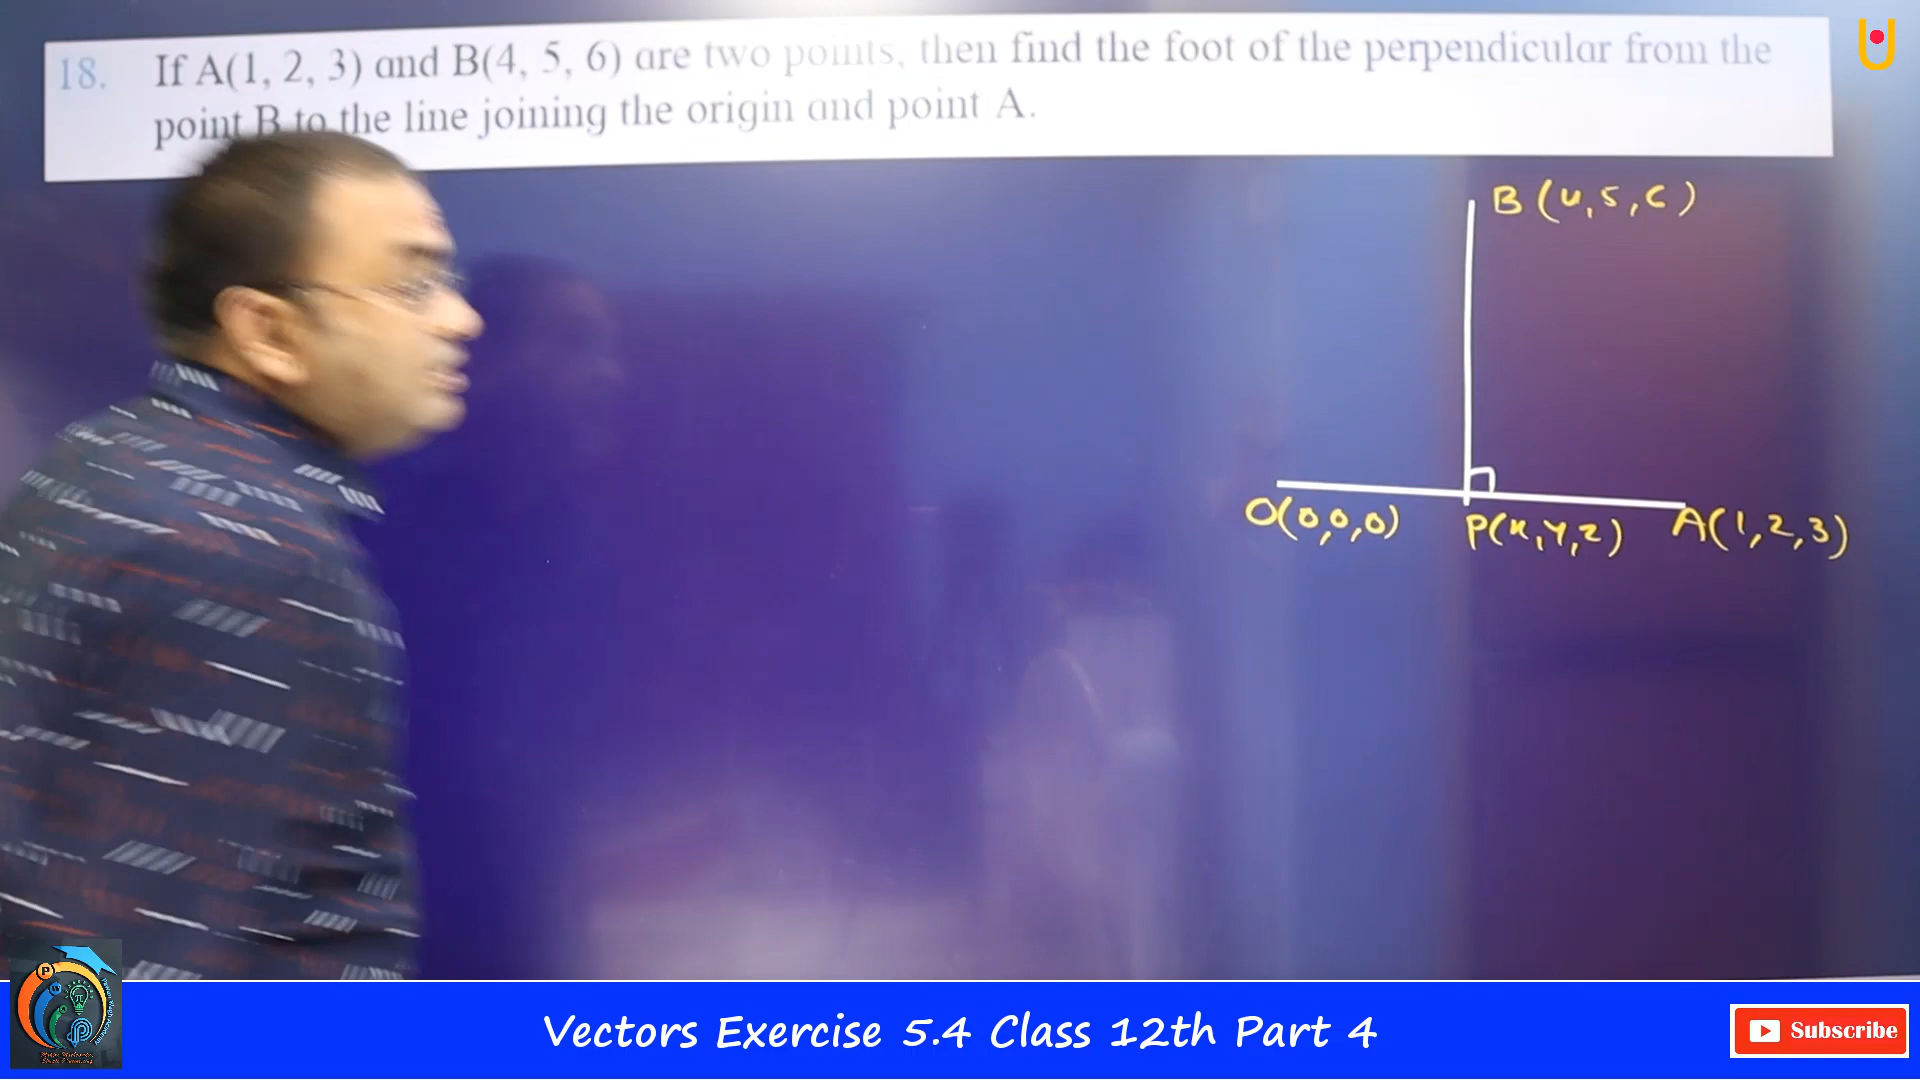 18. If A(1, 2, 3) and B(4, 5, 6) are two points, then find the foot of the perpendicular from the
point B to the line joining the origin and point A.
B (4, 5, 6)
O(0,0,0) P(x,y,z) A(1,2,3)
Vectors Exercise 5.4 Class 12th Part 4
Subscribe